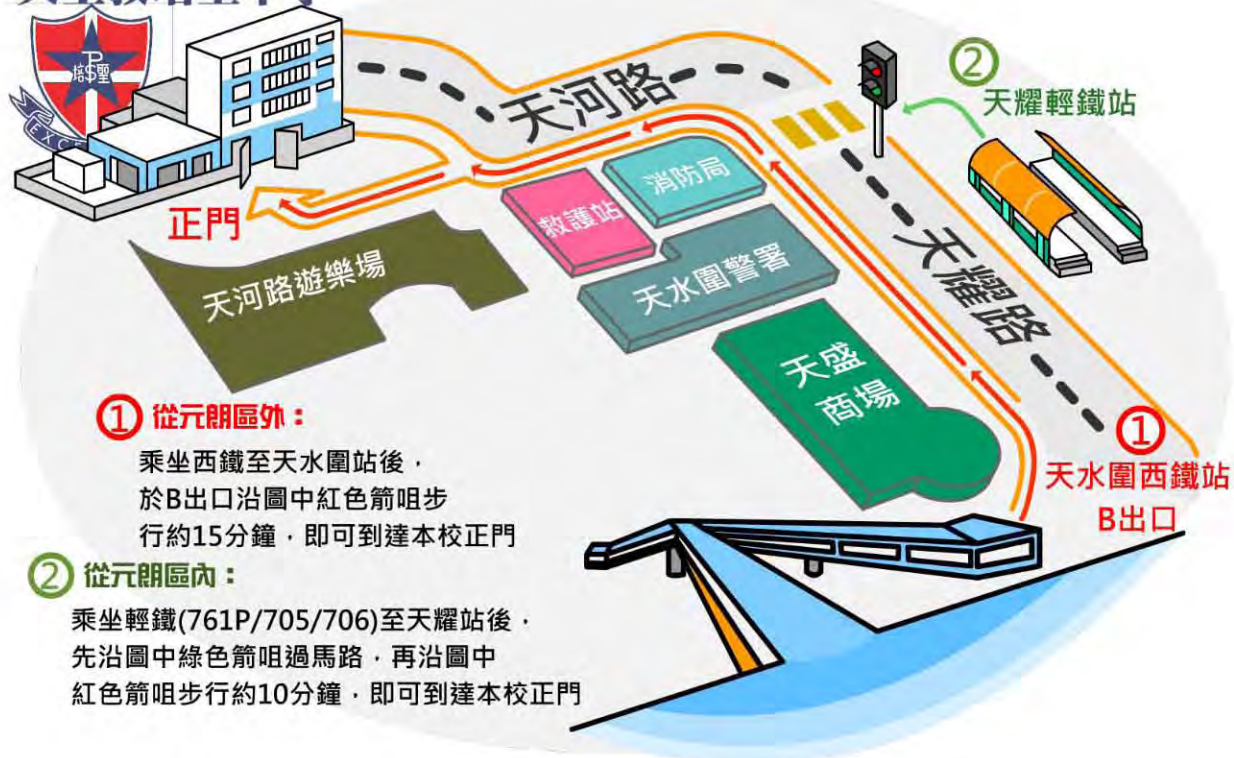 培聖
天河路
②
天耀輕鐵站
消防局
救護站
正門
天水圍警署
天河路遊樂場
天耀路
天盛
商場
①
天水圍西鐵站
B出口
① 從元朗區外：
乘坐西鐵至天水圍站後，
於B出口沿圖中紅色箭咀步
行約15分鐘，即可到達本校正門
② 從元朗區內：
乘坐輕鐵(761P/705/706)至天耀站後，
先沿圖中綠色箭咀過馬路，再沿圖中
紅色箭咀步行約10分鐘，即可到達本校正門